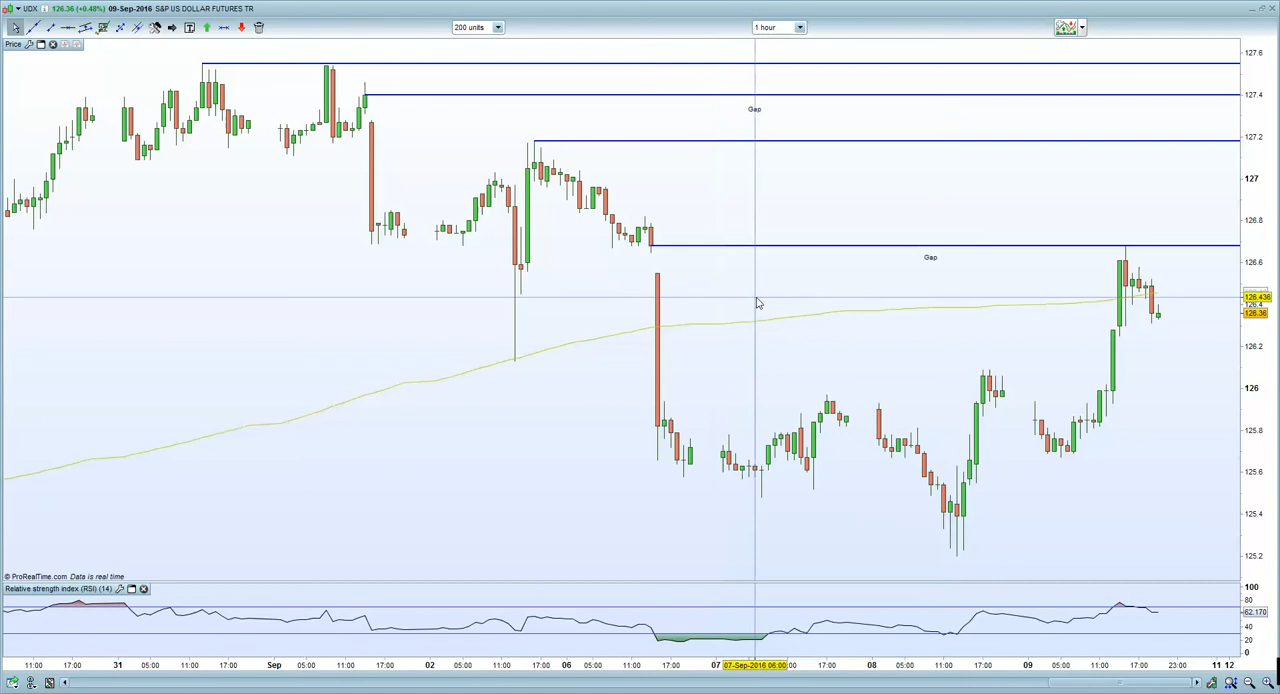 UDX 126.36 (+0.48%) 09-Sep-2016 S&P US DOLLAR FUTURES TR
200 units
1 hour
Price
127.6
127.4
Gap
127.2
127
126.8
126.6
Gap
126.436
126.4
126.36
126.2
126
125.8
125.6
125.4
125.2
© ProRealTime.com Data is real time
Relative strength index (RSI) (14)
100
80
62.170
40
20
0
11:00 17:00 31 05:00 11:00 17:00 Sep 05:00 11:00 17:00 02 05:00 11:00 17:00 06 05:00 11:00 17:00 07 07-Sep-2016 06:00 :00 17:00 08 05:00 11:00 17:00 09 05:00 11:00 17:00 23:00 11 12